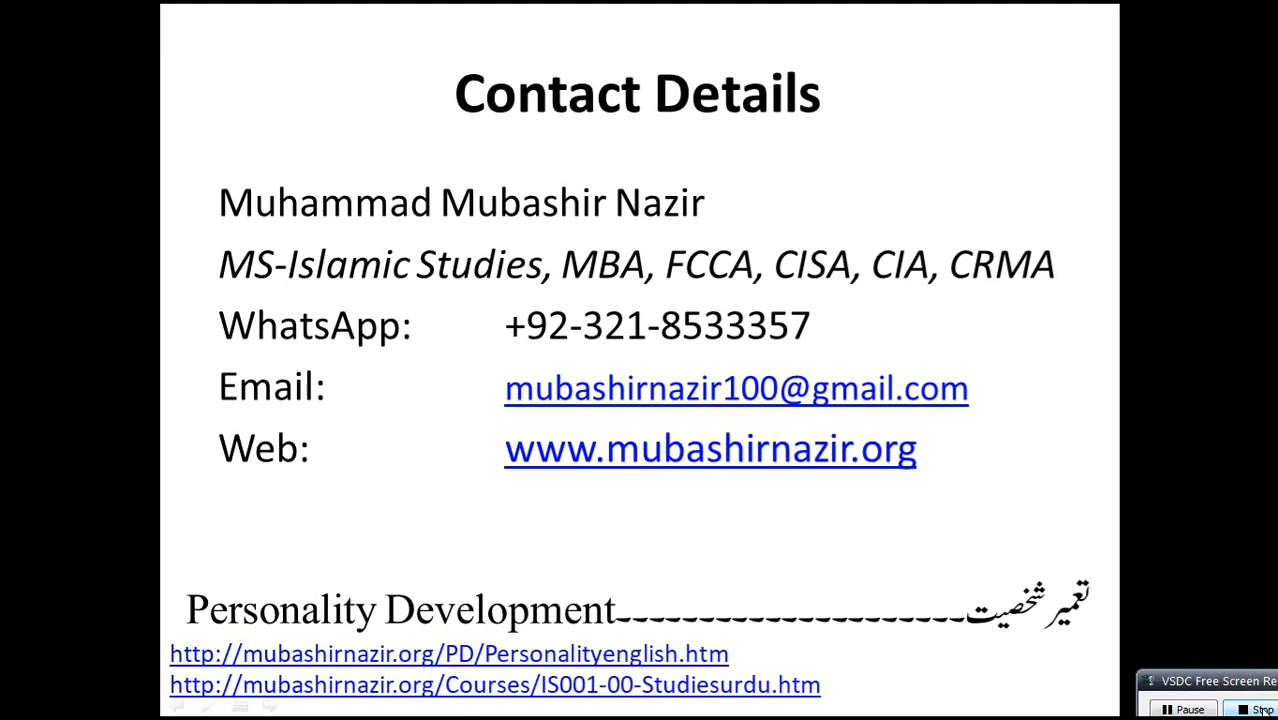 Contact Details
Muhammad Mubashir Nazir
MS-Islamic Studies, MBA, FCCA, CISA, CIA, CRMA
WhatsApp: +92-321-8533357
Email: mubashirnazir100@gmail.com
Web: www.mubashirnazir.org
Personality Development۔۔۔۔۔۔۔۔۔۔۔۔۔۔۔۔۔۔۔۔۔تعمیر شخصیت
http://mubashirnazir.org/PD/Personalityenglish.htm
http://mubashirnazir.org/Courses/IS001-00-Studiesurdu.htm
VSDC Free Screen Re
Pause Stop